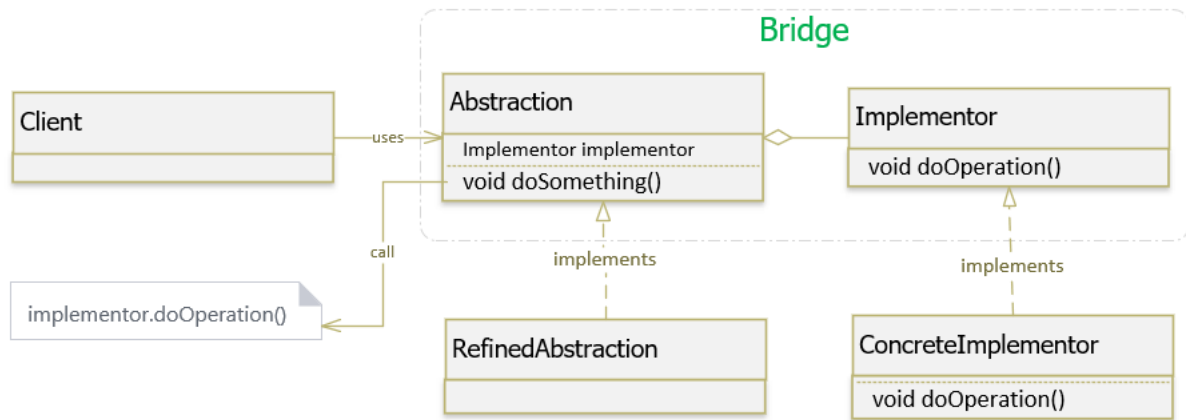 Bridge
Client
uses
Abstraction
Implementor implementor
void doSomething()
Implementor
void doOperation()
call
implements
implements
implementor.doOperation()
RefinedAbstraction
ConcreteImplementor
void doOperation()